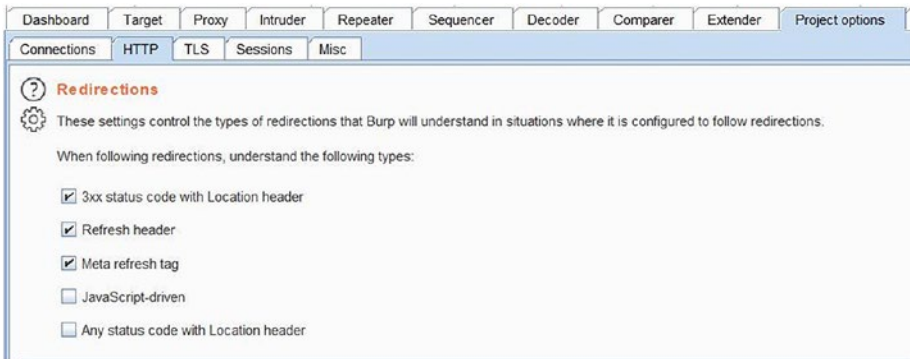 Dashboard Target Proxy Intruder Repeater Sequencer Decoder Comparer Extender Project options
Connections HTTP TLS Sessions Misc
? Redirections
These settings control the types of redirections that Burp will understand in situations where it is configured to follow redirections.
When following redirections, understand the following types:
3xx status code with Location header
Refresh header
Meta refresh tag
JavaScript-driven
Any status code with Location header